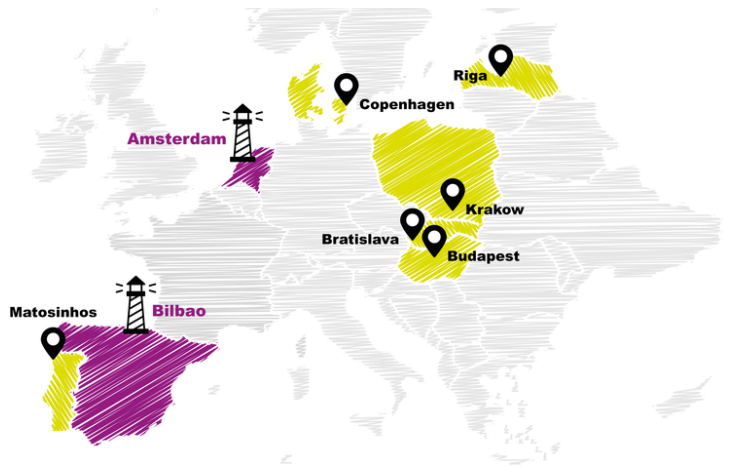 Riga
Copenhagen
Amsterdam
Krakow
Bratislava
Budapest
Matosinhos
Bilbao